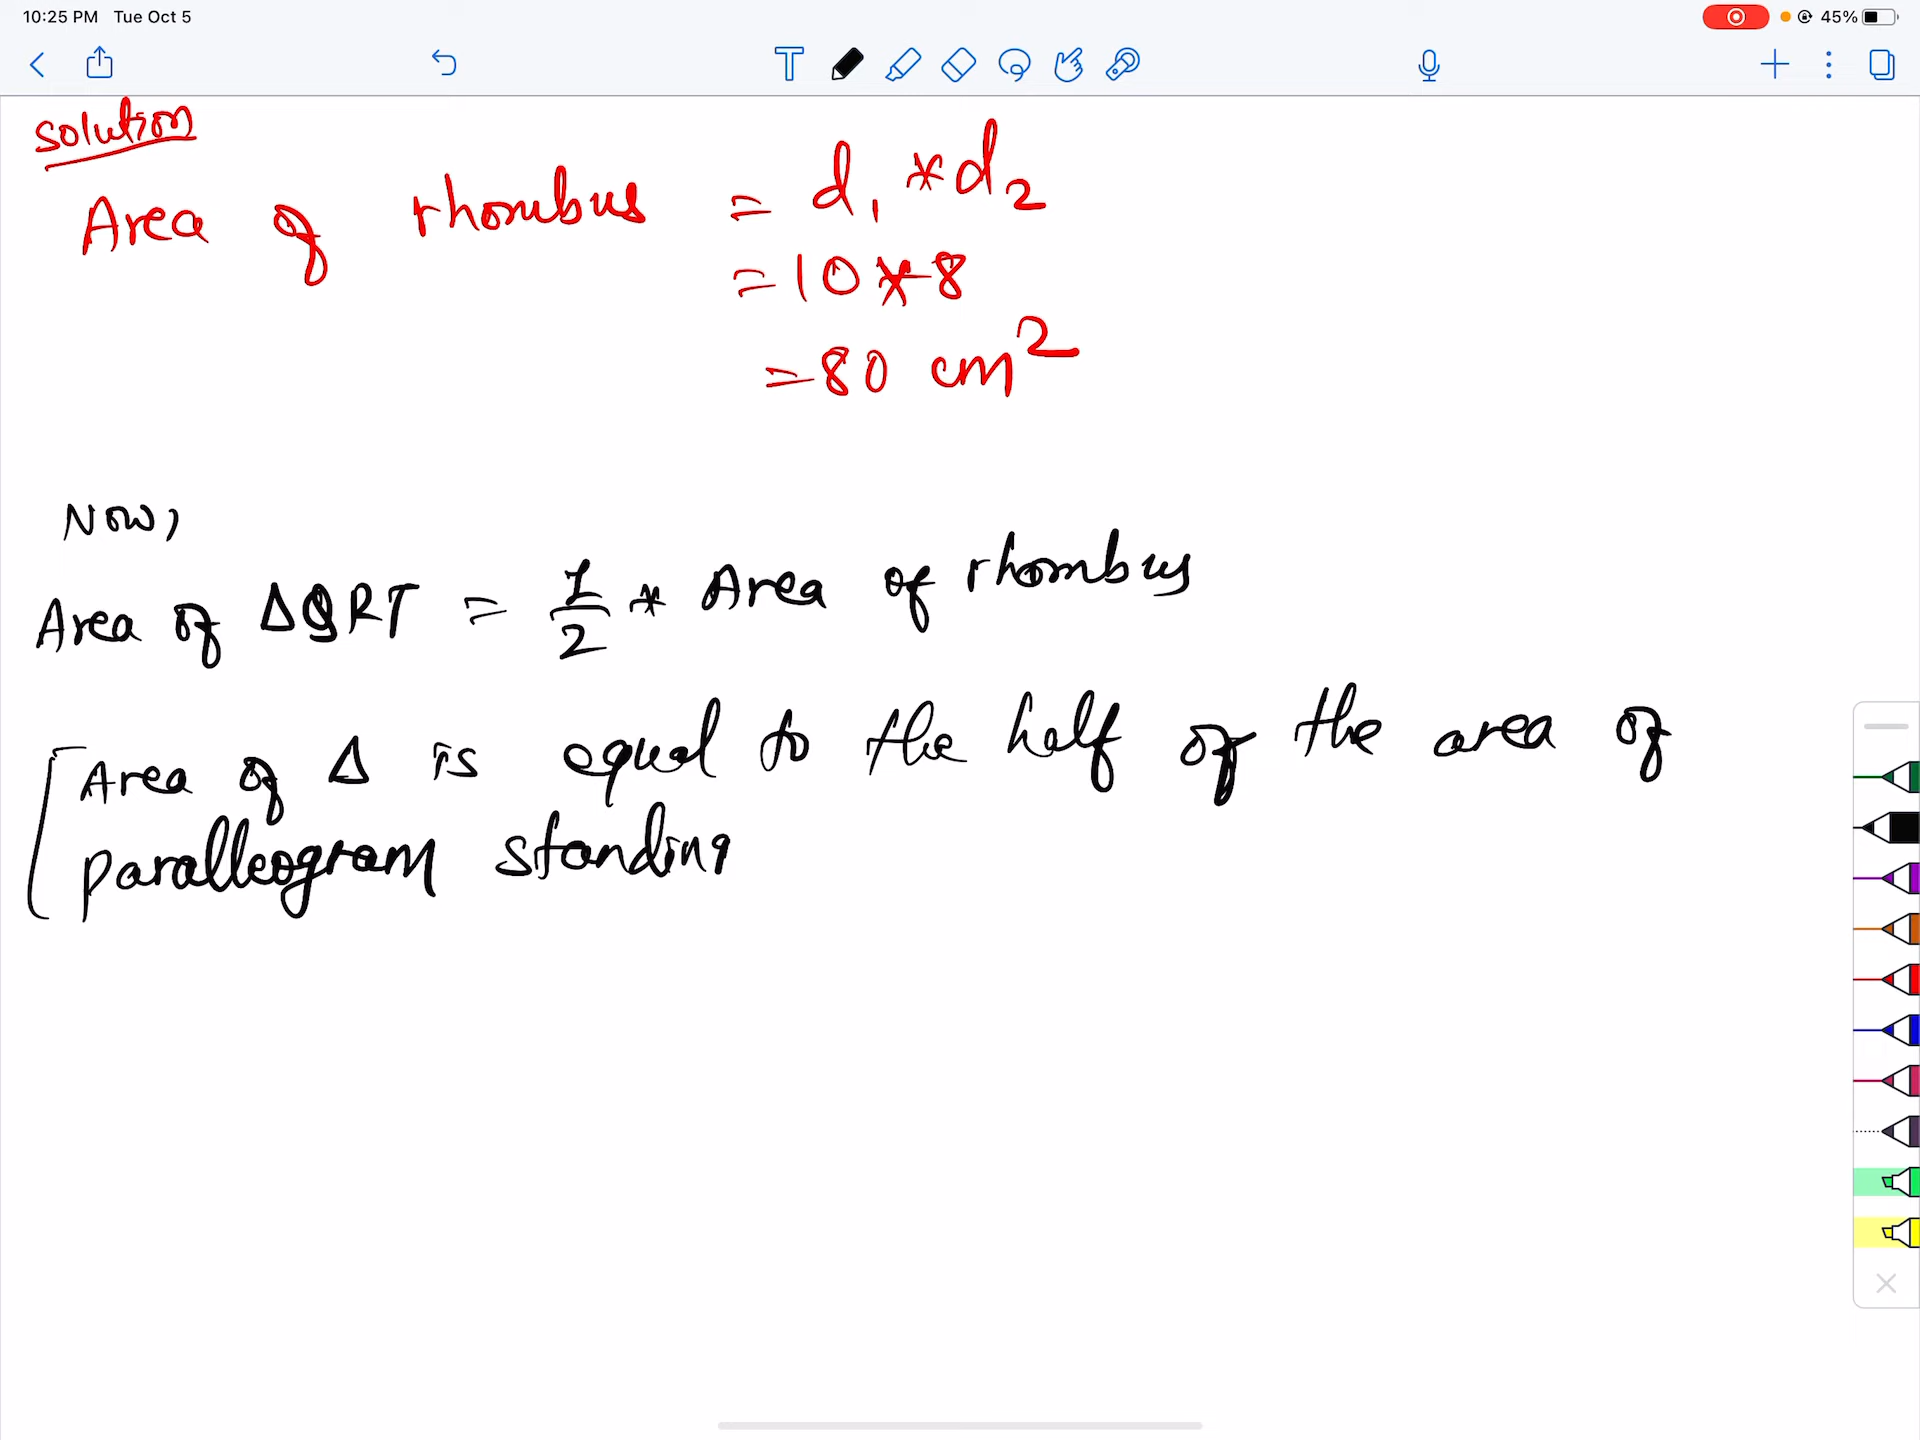 10:25 PM Tue Oct 5
45%
solution
Area of rhombus = d1 * d2
= 10 * 8
= 80 cm²
Now,
Area of ΔQRT = 1/2 * Area of rhombus
[Area of Δ is equal to the half of the area of
paralleogram standing